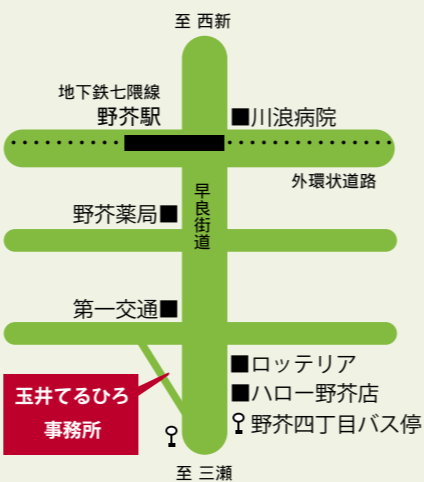 至 西新
地下鉄七隈線
野芥駅
■川浪病院
外環状道路
早良街道
野芥薬局■
第一交通■
■ロッテリア
■ハロー野芥店
野芥四丁目バス停
玉井てるひろ
事務所
至 三瀬